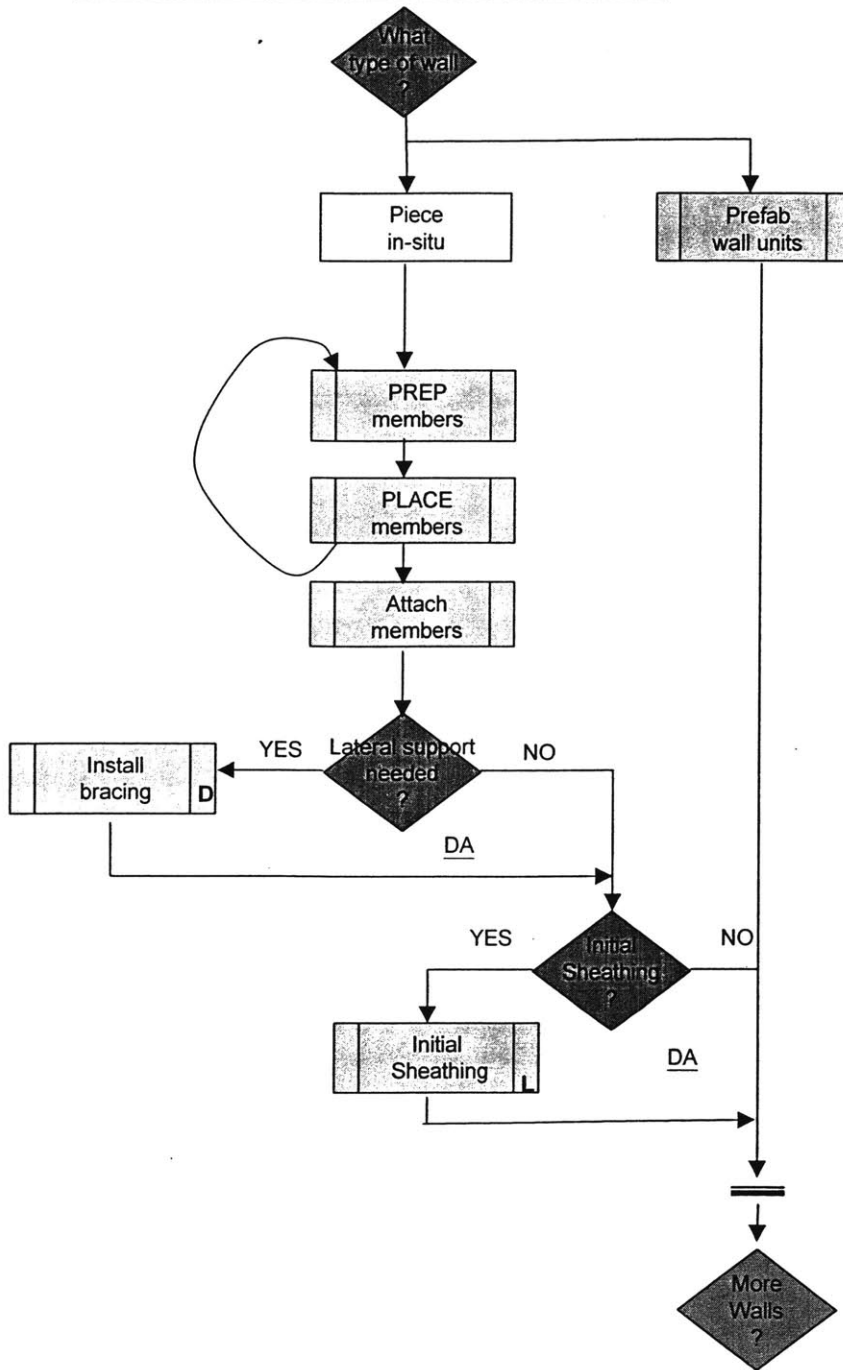 What
type of wall
?
Piece
in-situ
Prefab
wall units
PREP
members
PLACE
members
Attach
members
Lateral support
needed
?
YES
NO
Install
bracing
D
DA
Initial
Sheathing
?
YES
NO
Initial
Sheathing
L
DA
More
Walls
?